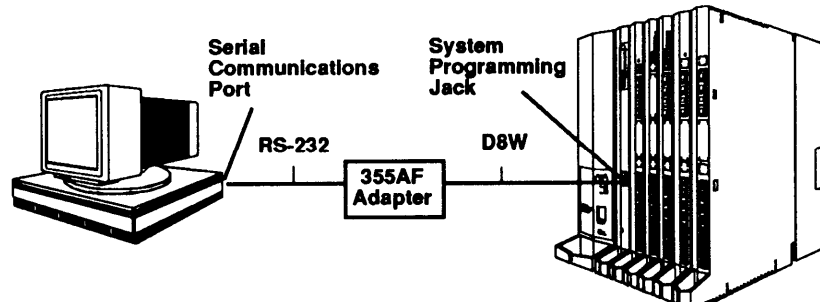 Serial
Communications
Port
System
Programming
Jack
RS-232
D8W
355AF
Adapter